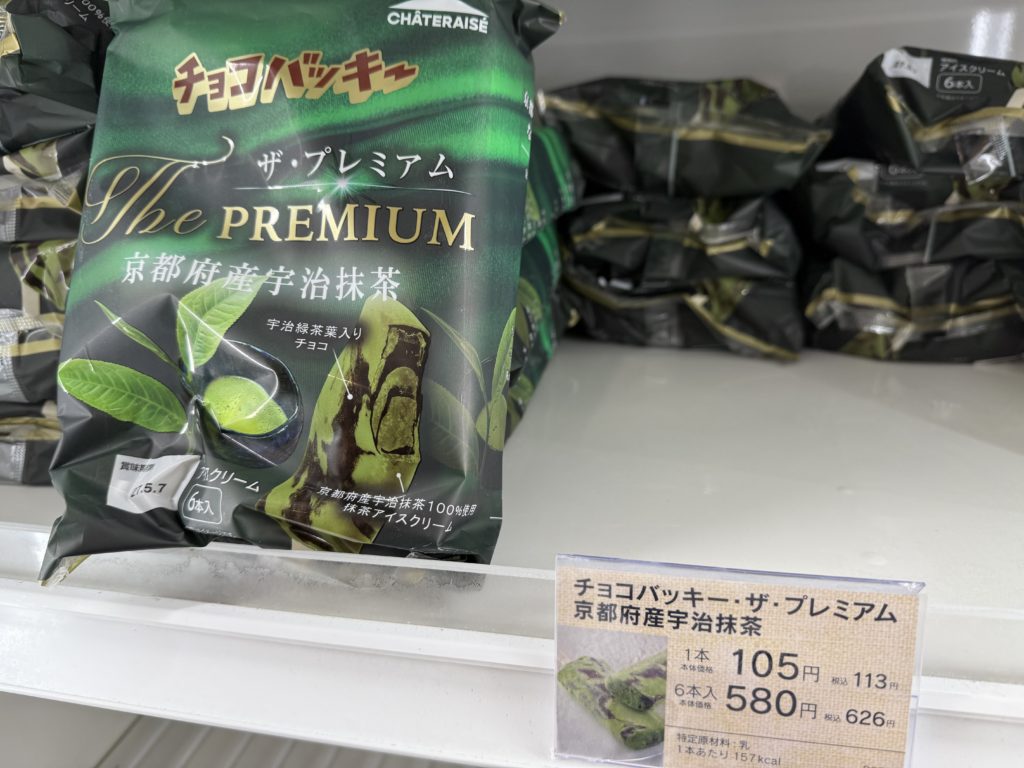 CHÂTERAISÉ
チョコバッキー
ザ・プレミアム
The PREMIUM
京都府産宇治抹茶
宇治緑茶葉入り
チョコ
賞味期
.5.7
アイスクリーム
6本入
京都府産宇治抹茶100%使用
抹茶アイスクリーム
アイスクリーム
6本入
チョコバッキー・ザ・プレミアム
京都府産宇治抹茶
1本
本体価格 105円 税込 113円
6本入
本体価格 580円 税込 626円
特定原材料:乳
1本あたり 157kcal